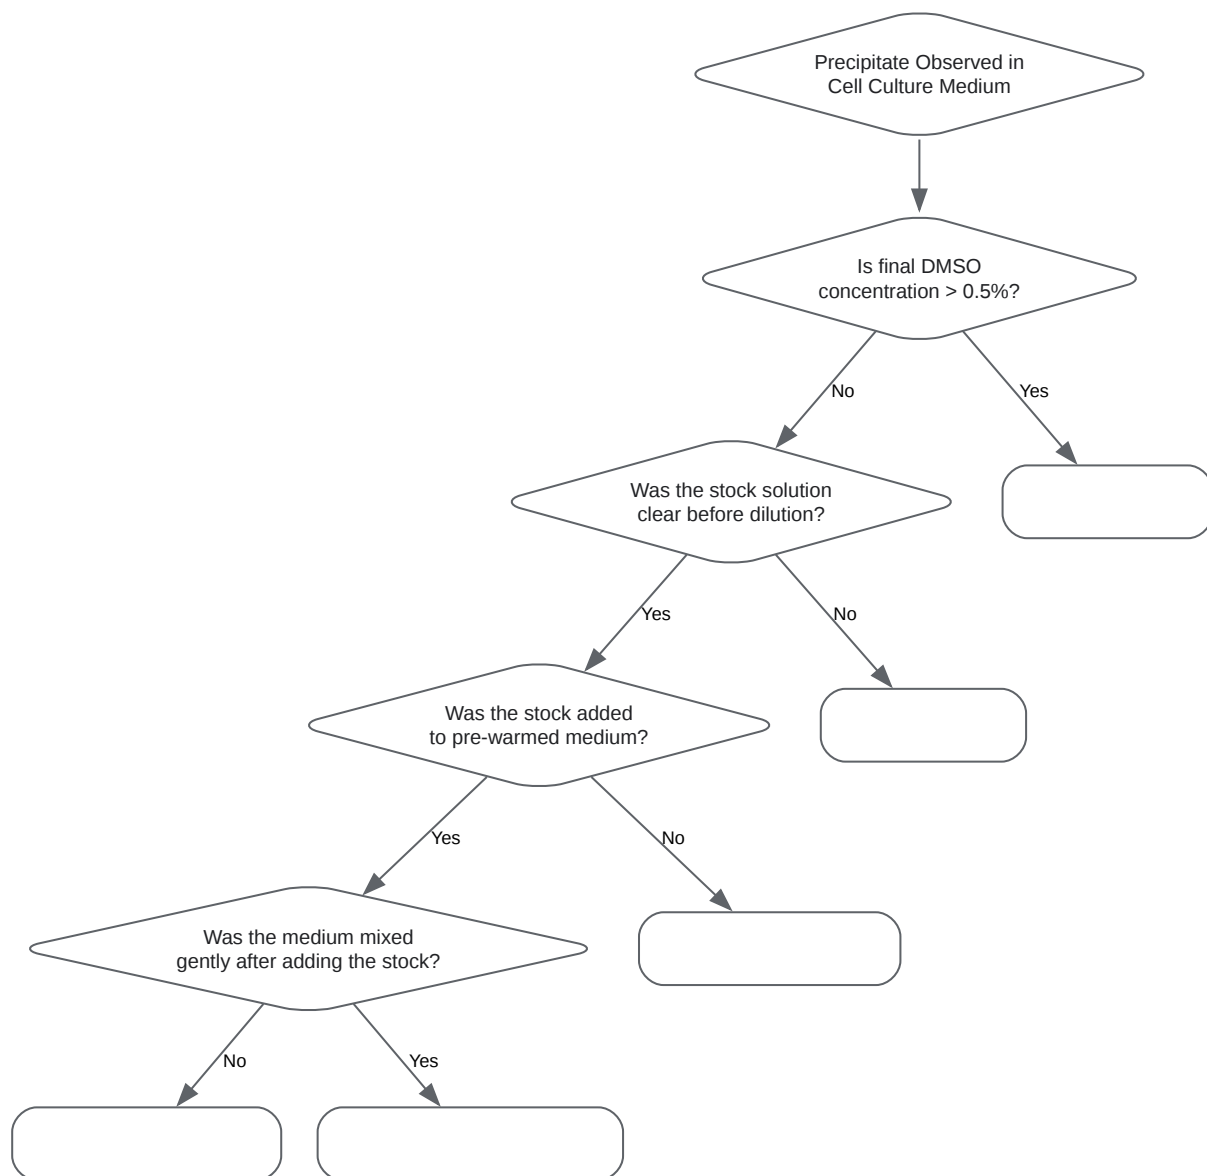 Precipitate Observed in
Cell Culture Medium
Is final DMSO
concentration > 0.5%?
No
Yes
Was the stock solution
clear before dilution?
Yes
No
Was the stock added
to pre-warmed medium?
Yes
No
Was the medium mixed
gently after adding the stock?
No
Yes